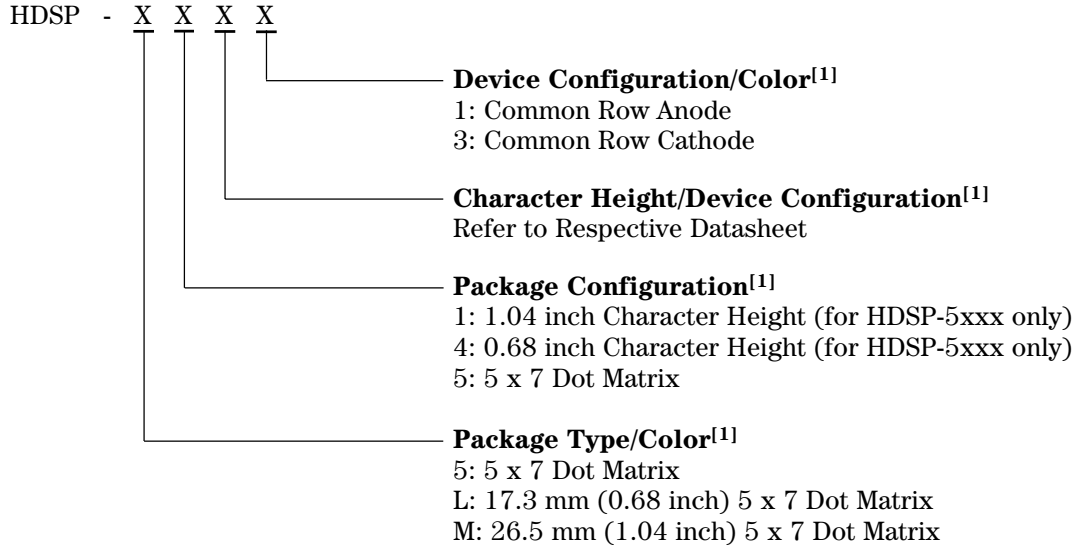 HDSP - X X X X
Device Configuration/Color[1]
1: Common Row Anode
3: Common Row Cathode
Character Height/Device Configuration[1]
Refer to Respective Datasheet
Package Configuration[1]
1: 1.04 inch Character Height (for HDSP-5xxx only)
4: 0.68 inch Character Height (for HDSP-5xxx only)
5: 5 x 7 Dot Matrix
Package Type/Color[1]
5: 5 x 7 Dot Matrix
L: 17.3 mm (0.68 inch) 5 x 7 Dot Matrix
M: 26.5 mm (1.04 inch) 5 x 7 Dot Matrix